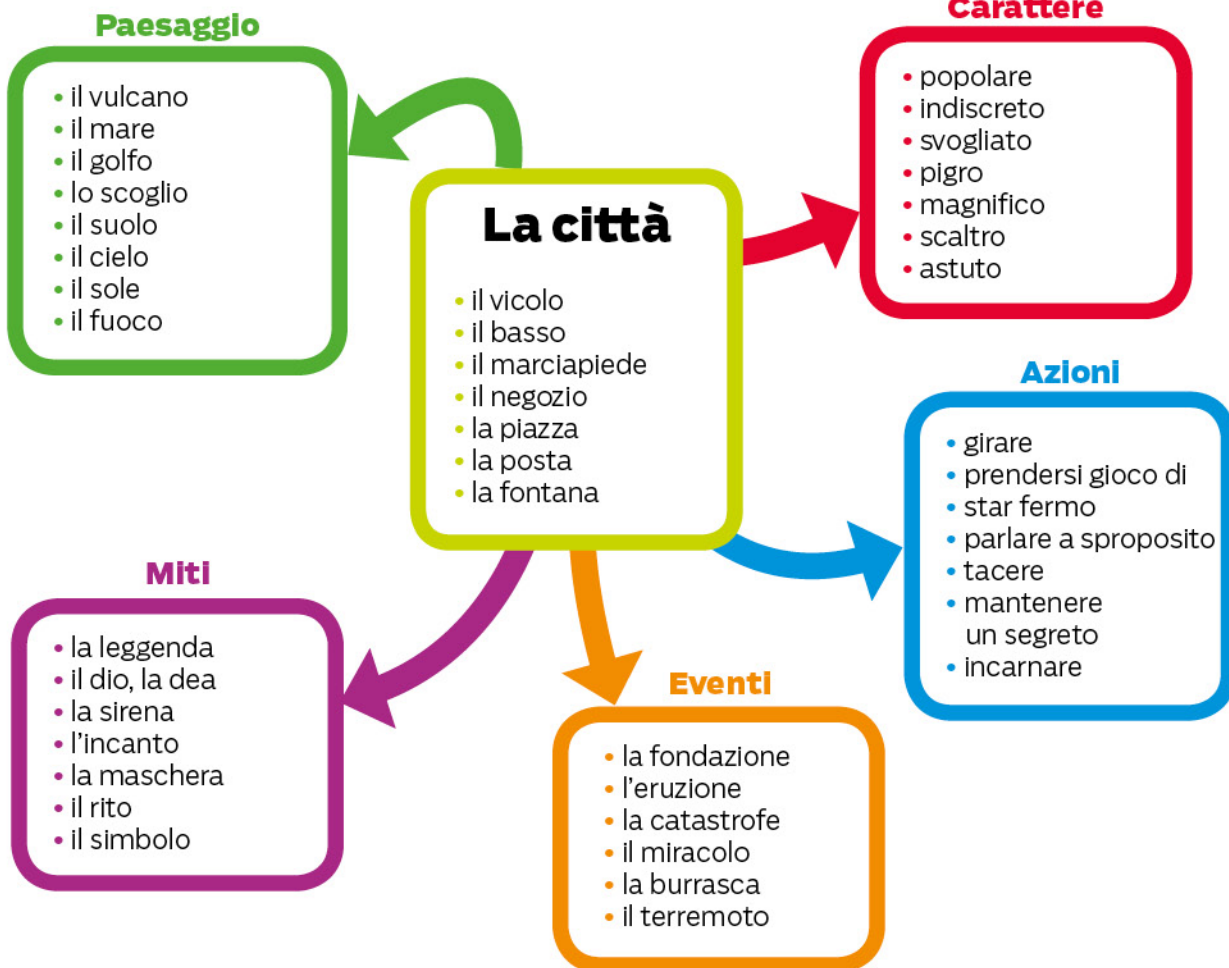 Paesaggio
• il vulcano
• il mare
• il golfo
• lo scoglio
• il suolo
• il cielo
• il sole
• il fuoco
La città
• il vicolo
• il basso
• il marciapiede
• il negozio
• la piazza
• la posta
• la fontana
Carattere
• popolare
• indiscreto
• svogliato
• pigro
• magnifico
• scaltro
• astuto
Azioni
• girare
• prendersi gioco di
• star fermo
• parlare a sproposito
• tacere
• mantenere
un segreto
• incarnare
Miti
• la leggenda
• il dio, la dea
• la sirena
• l'incanto
• la maschera
• il rito
• il simbolo
Eventi
• la fondazione
• l'eruzione
• la catastrofe
• il miracolo
• la burrasca
• il terremoto